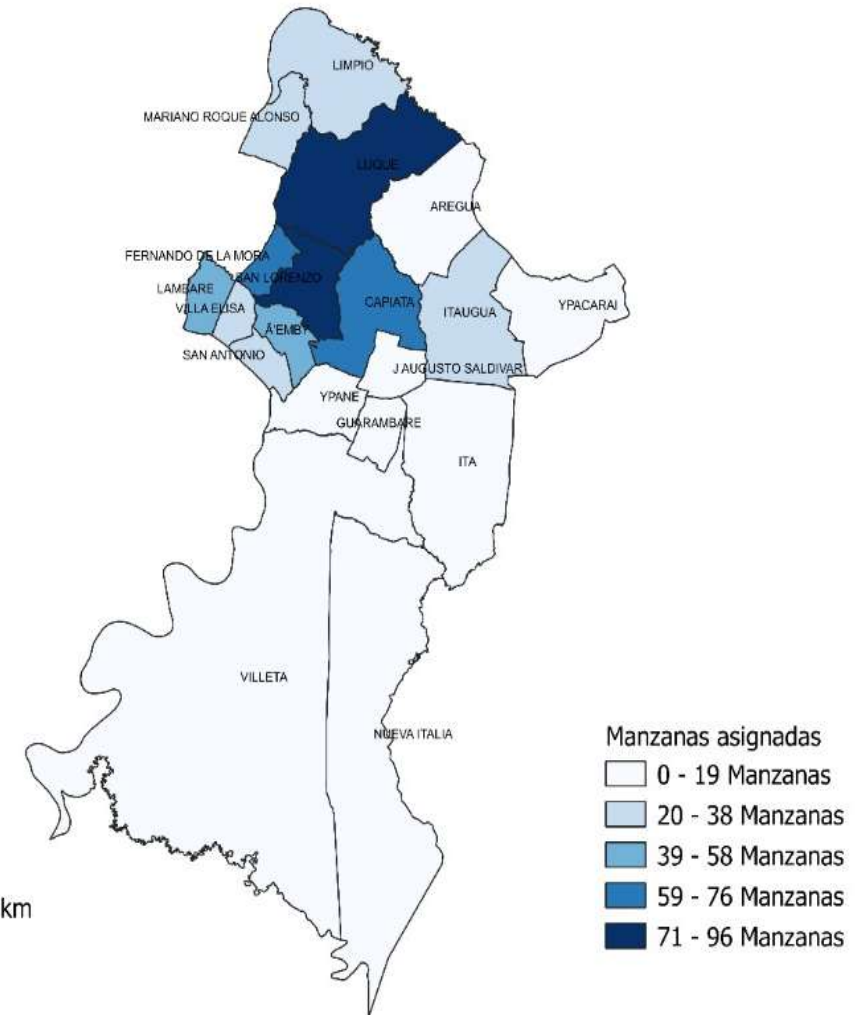 LIMPIO
MARIANO ROQUE ALONSO
LUQUE
AREGUA
FERNANDO DE LA MORA
SAN LORENZO
LAMBARE
CAPIATA
VILLA ELISA
ITAUGUA
YPACARAI
Ã'EMBY
SAN ANTONIO
J AUGUSTO SALDIVAR
YPANE
GUARAMBARE
ITA
VILLETA
NUEVA ITALIA
Manzanas asignadas
0 - 19 Manzanas
20 - 38 Manzanas
39 - 58 Manzanas
59 - 76 Manzanas
71 - 96 Manzanas
km